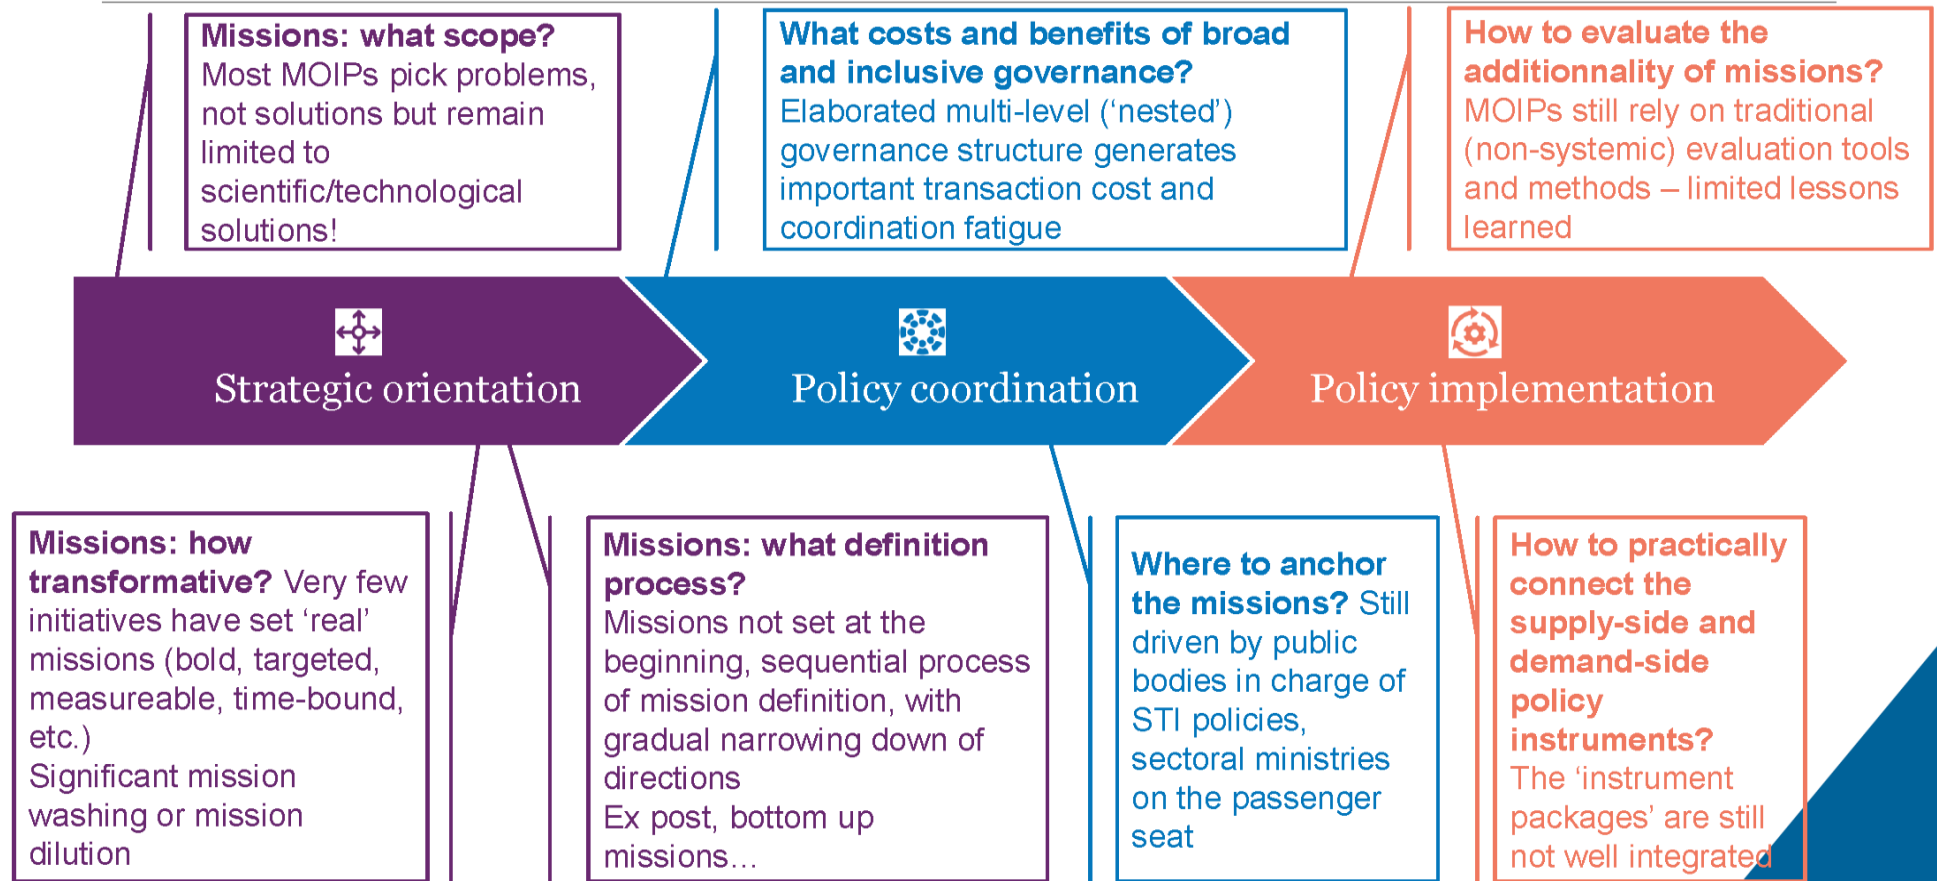 Missions: what scope?
Most MOIPs pick problems,
not solutions but remain
limited to
scientific/technological
solutions!
What costs and benefits of broad
and inclusive governance?
Elaborated multi-level (‘nested’)
governance structure generates
important transaction cost and
coordination fatigue
How to evaluate the
additionnality of missions?
MOIPs still rely on traditional
(non-systemic) evaluation tools
and methods – limited lessons
learned
Strategic orientation
Policy coordination
Policy implementation
Missions: how
transformative? Very few
initiatives have set ‘real’
missions (bold, targeted,
measureable, time-bound,
etc.)
Significant mission
washing or mission
dilution
Missions: what definition
process?
Missions not set at the
beginning, sequential process
of mission definition, with
gradual narrowing down of
directions
Ex post, bottom up
missions…
Where to anchor
the missions? Still
driven by public
bodies in charge of
STI policies,
sectoral ministries
on the passenger
seat
How to practically
connect the
supply-side and
demand-side
policy
instruments?
The ‘instrument
packages’ are still
not well integrated